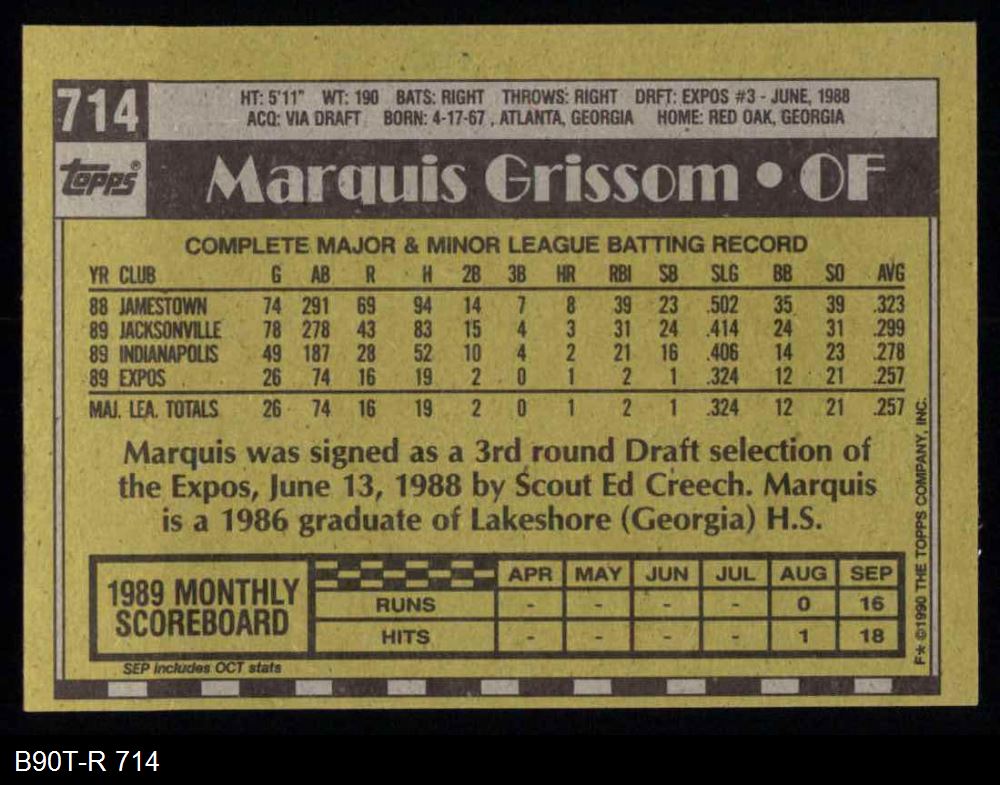 714
HT: 5'11" WT: 190 BATS: RIGHT THROWS: RIGHT DRFT: EXPOS #3 - JUNE, 1988
ACQ: VIA DRAFT BORN: 4-17-67, ATLANTA, GEORGIA HOME: RED OAK, GEORGIA
Topps®
Marquis Grissom • OF
COMPLETE MAJOR & MINOR LEAGUE BATTING RECORD
YR CLUB G AB R H 2B 3B HR RBI SB SLG BB SO AVG
88 JAMESTOWN 74 291 69 94 14 7 8 39 23 .502 35 39 .323
89 JACKSONVILLE 78 278 43 83 15 4 3 31 24 .414 24 31 .299
89 INDIANAPOLIS 49 187 28 52 10 4 2 21 16 .406 14 23 .278
89 EXPOS 26 74 16 19 2 0 1 2 1 .324 12 21 .257
MAJ. LEA. TOTALS 26 74 16 19 2 0 1 2 1 .324 12 21 .257
Marquis was signed as a 3rd round Draft selection of
the Expos, June 13, 1988 by Scout Ed Creech. Marquis
is a 1986 graduate of Lakeshore (Georgia) H.S.
1989 MONTHLY
SCOREBOARD
APR MAY JUN JUL AUG SEP
RUNS - - - - 0 16
HITS - - - - 1 18
SEP includes OCT stats
F* ©1990 THE TOPPS COMPANY, INC.
B90T-R 714